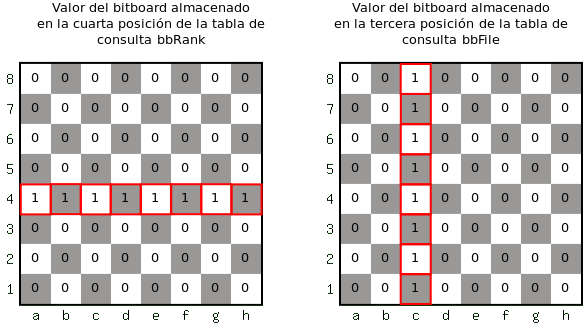 Valor del bitboard almacenado
en la cuarta posición de la tabla de
consulta bbRank
8 0 0 0 0 0 0 0 0
7 0 0 0 0 0 0 0 0
6 0 0 0 0 0 0 0 0
5 0 0 0 0 0 0 0 0
4 1 1 1 1 1 1 1 1
3 0 0 0 0 0 0 0 0
2 0 0 0 0 0 0 0 0
1 0 0 0 0 0 0 0 0
a b c d e f g h
Valor del bitboard almacenado
en la tercera posición de la tabla de
consulta bbFile
8 0 0 1 0 0 0 0 0
7 0 0 1 0 0 0 0 0
6 0 0 1 0 0 0 0 0
5 0 0 1 0 0 0 0 0
4 0 0 1 0 0 0 0 0
3 0 0 1 0 0 0 0 0
2 0 0 1 0 0 0 0 0
1 0 0 1 0 0 0 0 0
a b c d e f g h